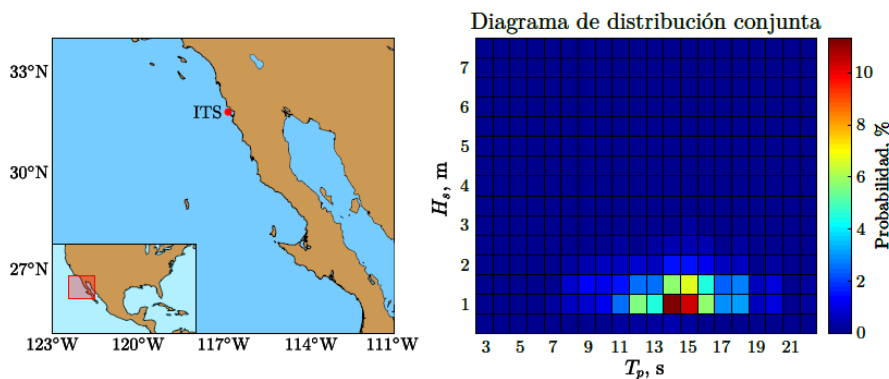 Diagrama de distribución conjunta
33°N
30°N
27°N
ITS
123°W 120°W 117°W 114°W 111°W
H_s, m
7
6
5
4
3
2
1
3 5 7 9 11 13 15 17 19 21
T_p, s
10
8
6
4
2
0
Probabilidad, %